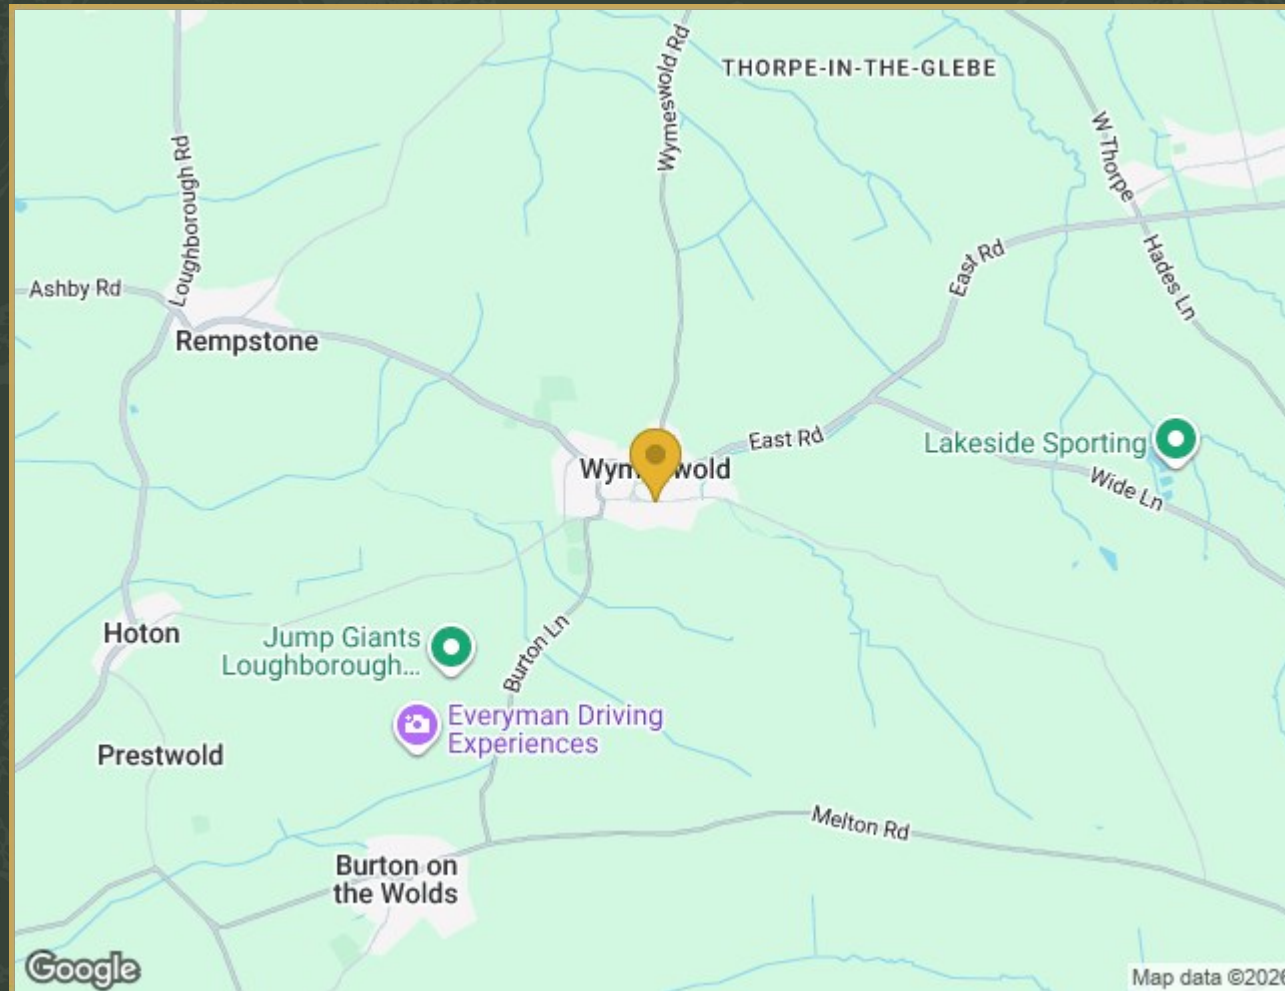 Wymeswold Rd
THORPE-IN-THE-GLEBE
W Thorpe
Loughborough Rd
East Rd
Hades Ln
Ashby Rd
Rempstone
East Rd
Lakeside Sporting
Wymeswold
Wide Ln
Hoton
Jump Giants
Loughborough...
Burton Ln
Everyman Driving
Experiences
Prestwold
Melton Rd
Burton on
the Wolds
Google
Map data ©2026